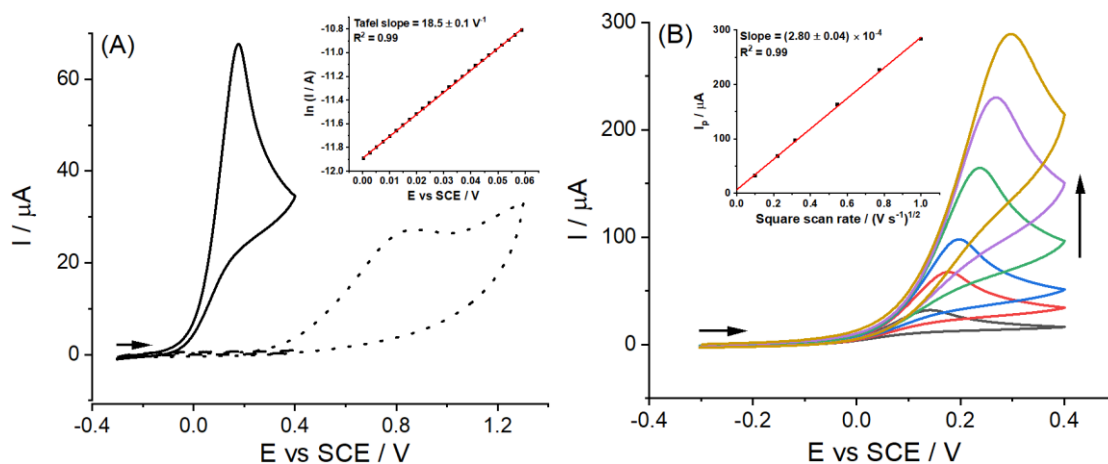 (A)
Tafel slope = 18.5 ± 0.1 V⁻¹
R² = 0.99
-10.8
-11.0
-11.2
-11.4
-11.6
-11.8
-12.0
ln (I / A)
0.00 0.01 0.02 0.03 0.04 0.05 0.06
E vs SCE / V
60
40
20
0
I / μA
-0.4 0.0 0.4 0.8 1.2
E vs SCE / V
(B)
Slope = (2.80 ± 0.04) × 10⁻⁴
R² = 0.99
300
200
100
0
Iₚ / μA
0.0 0.2 0.4 0.6 0.8 1.0
Square scan rate / (V s⁻¹)¹/²
300
200
100
0
I / μA
-0.4 -0.2 0.0 0.2 0.4
E vs SCE / V